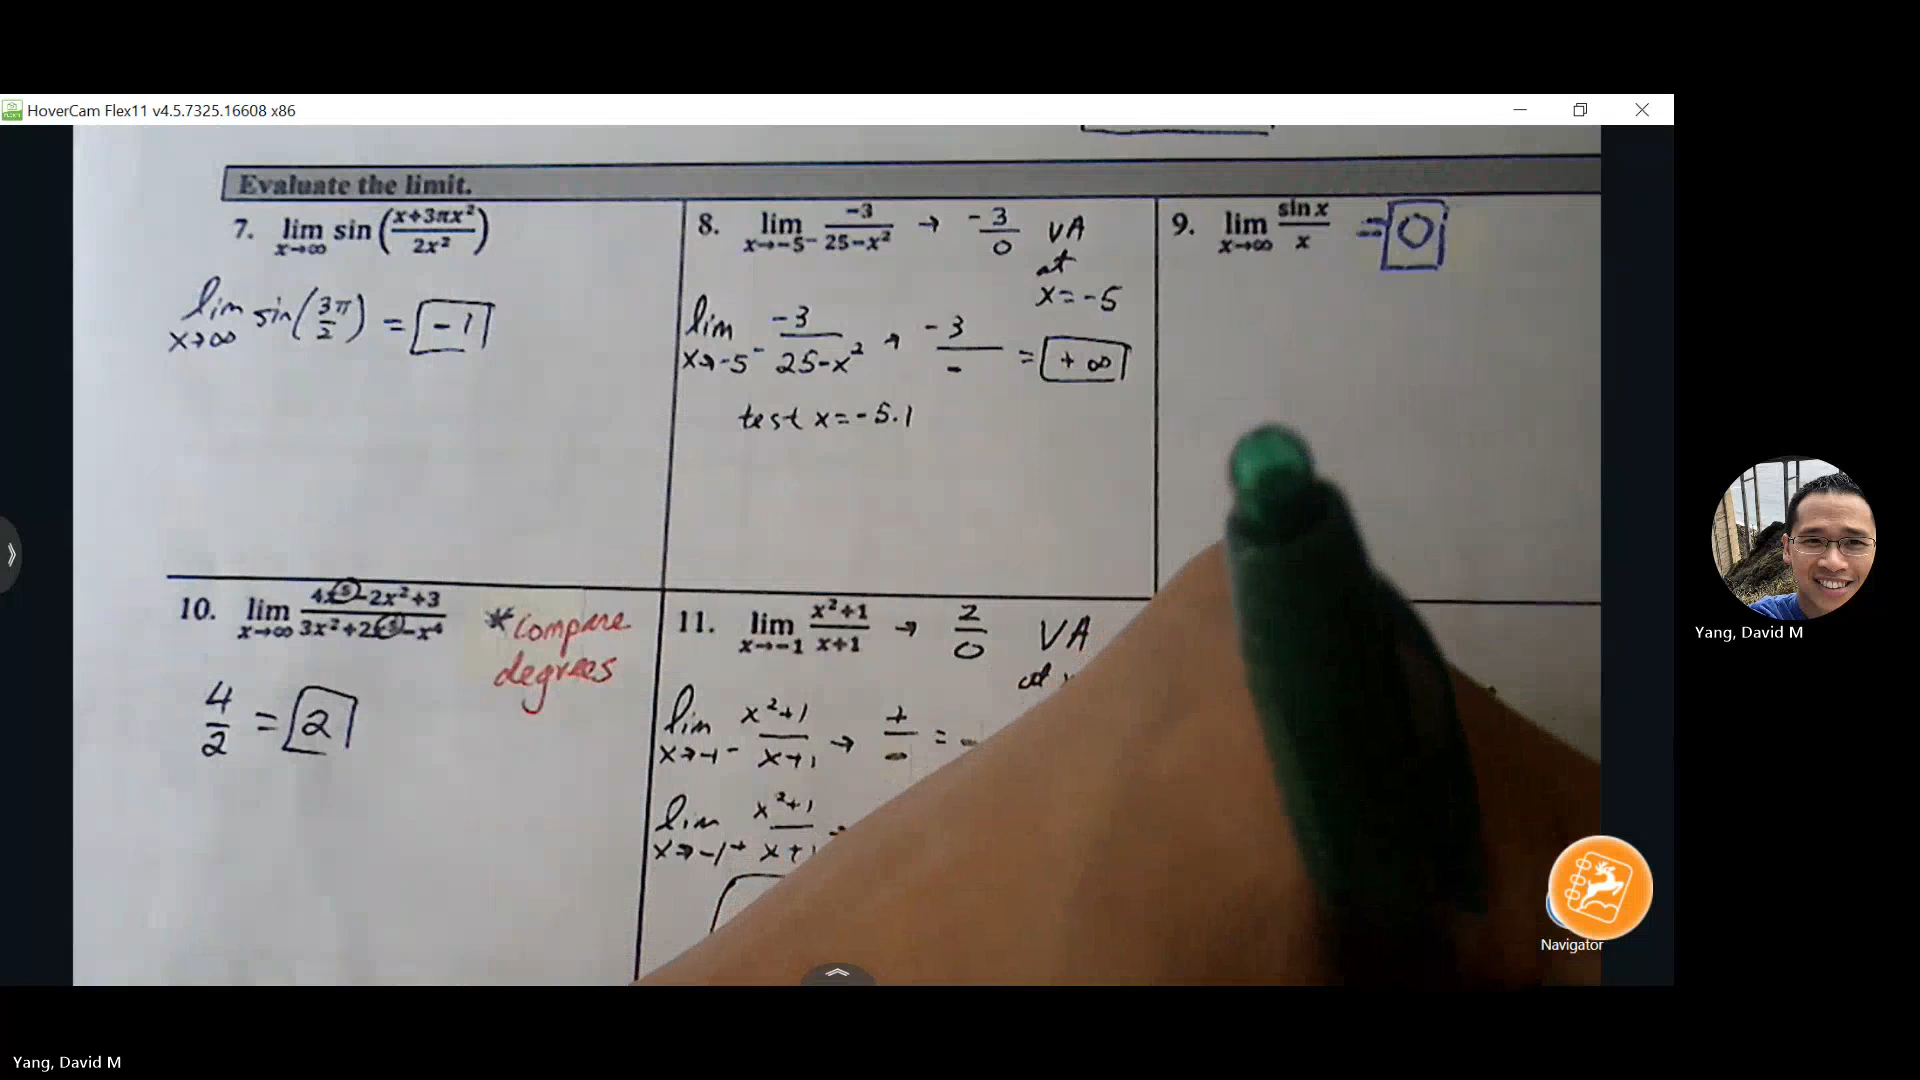 HoverCam Flex11 v4.5.7325.16608 x86
Evaluate the limit.
7. lim x→∞ sin((x+3πx²)/(2x²))
lim x→∞ sin(3π/2) = -1
8. lim x→-5⁻ -3/(25-x²) → -3/0 VA
at
x=-5
lim x→-5⁻ -3/(25-x²) → -3/- = +∞
test x=-5.1
9. lim x→∞ sin x/x = 0
10. lim x→∞ (4x⁵-2x²+3)/(3x²+2x⁵-x⁴)
*compare
degrees
4/2 = 2
11. lim x→-1 (x²+1)/(x+1) → 2/0 VA
at
lim x→-1⁻ (x²+1)/(x+1) → +/- = -
lim x→-1⁺ (x²+1)/(x+1
Navigator
Yang, David M
Yang, David M